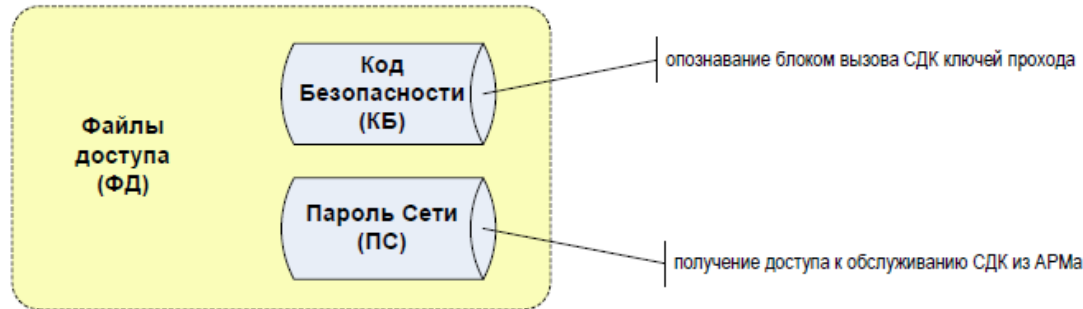 Код
Безопасности
(КБ)
опознавание блоком вызова СДК ключей прохода
Файлы
доступа
(ФД)
Пароль Сети
(ПС)
получение доступа к обслуживанию СДК из АРМа